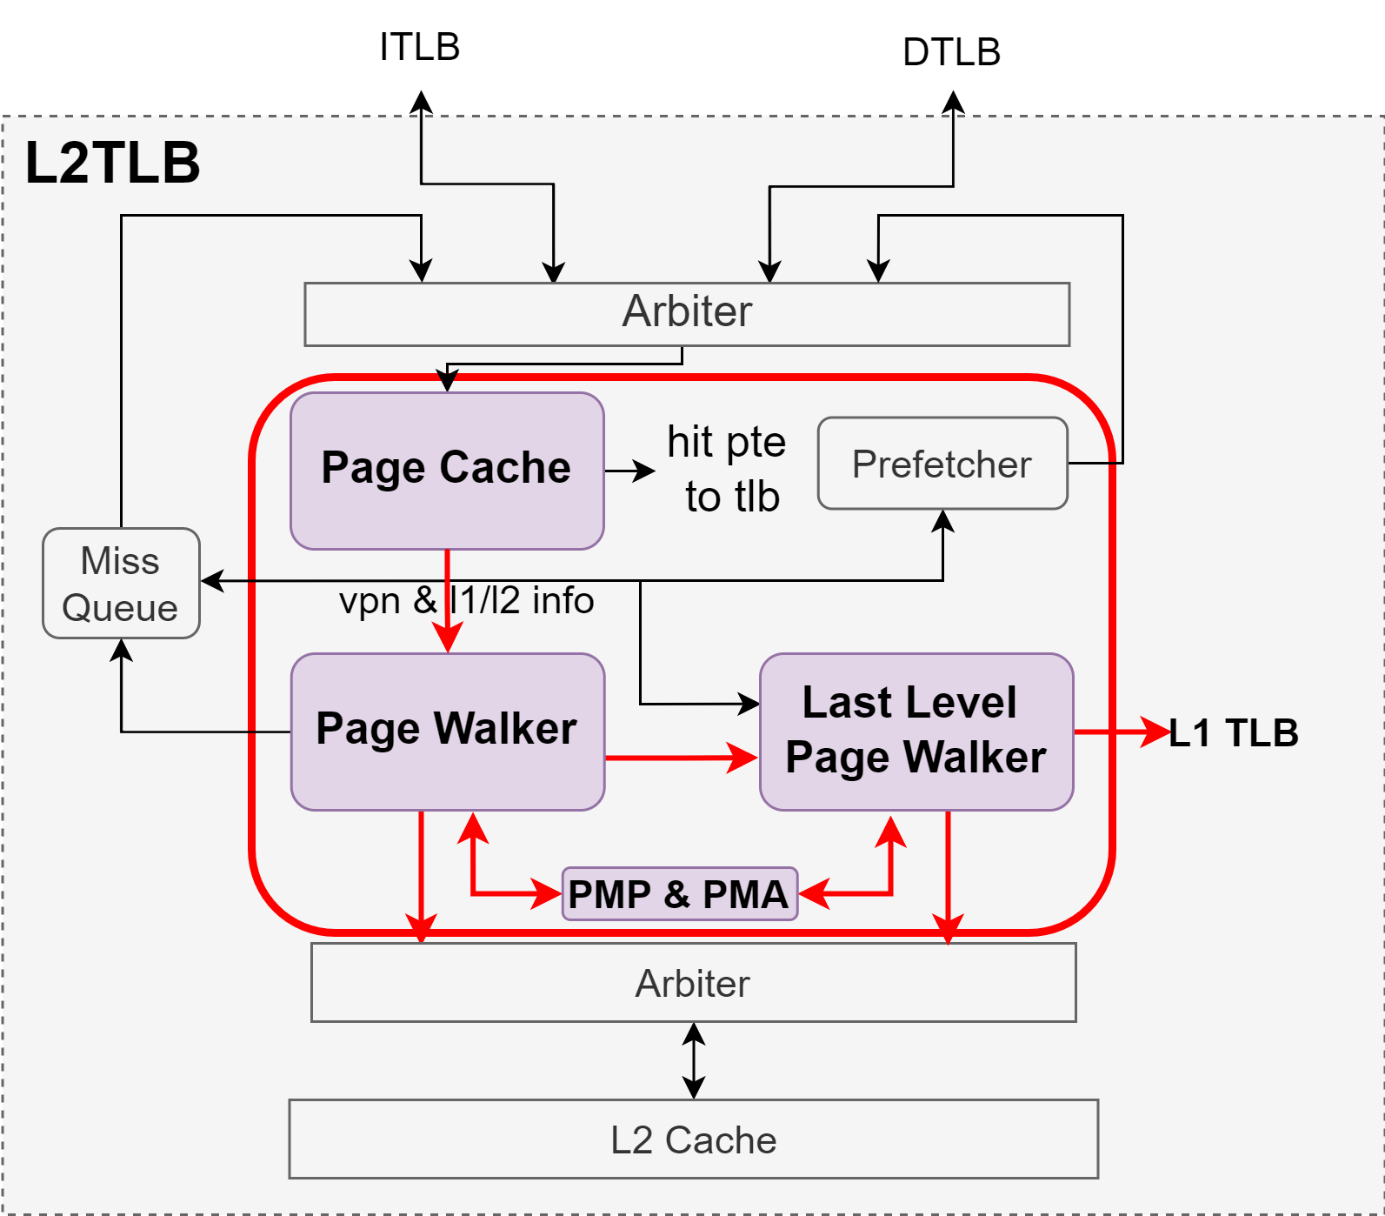 ITLB
DTLB
L2TLB
Arbiter
Page Cache
hit pte
to tlb
Prefetcher
Miss
Queue
vpn & l1/l2 info
Page Walker
Last Level
Page Walker
L1 TLB
PMP & PMA
Arbiter
L2 Cache